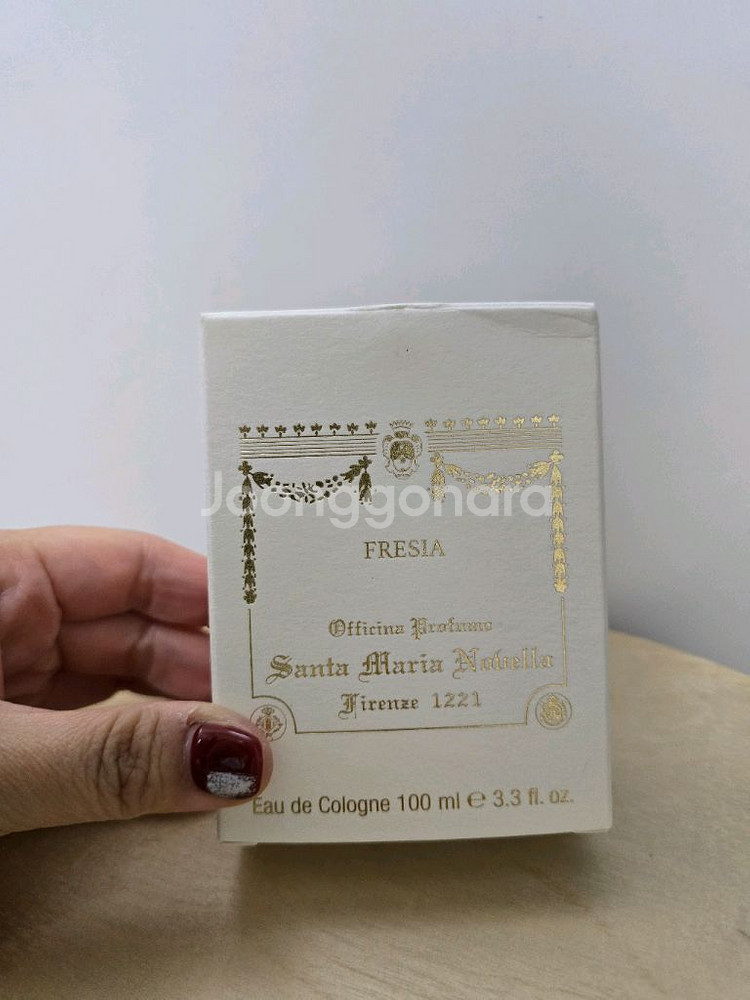 Joonggonara
FRESIA
Officina Profumo
Santa Maria Novella
Firenze 1221
Eau de Cologne 100 ml ℮ 3.3 fl. oz.